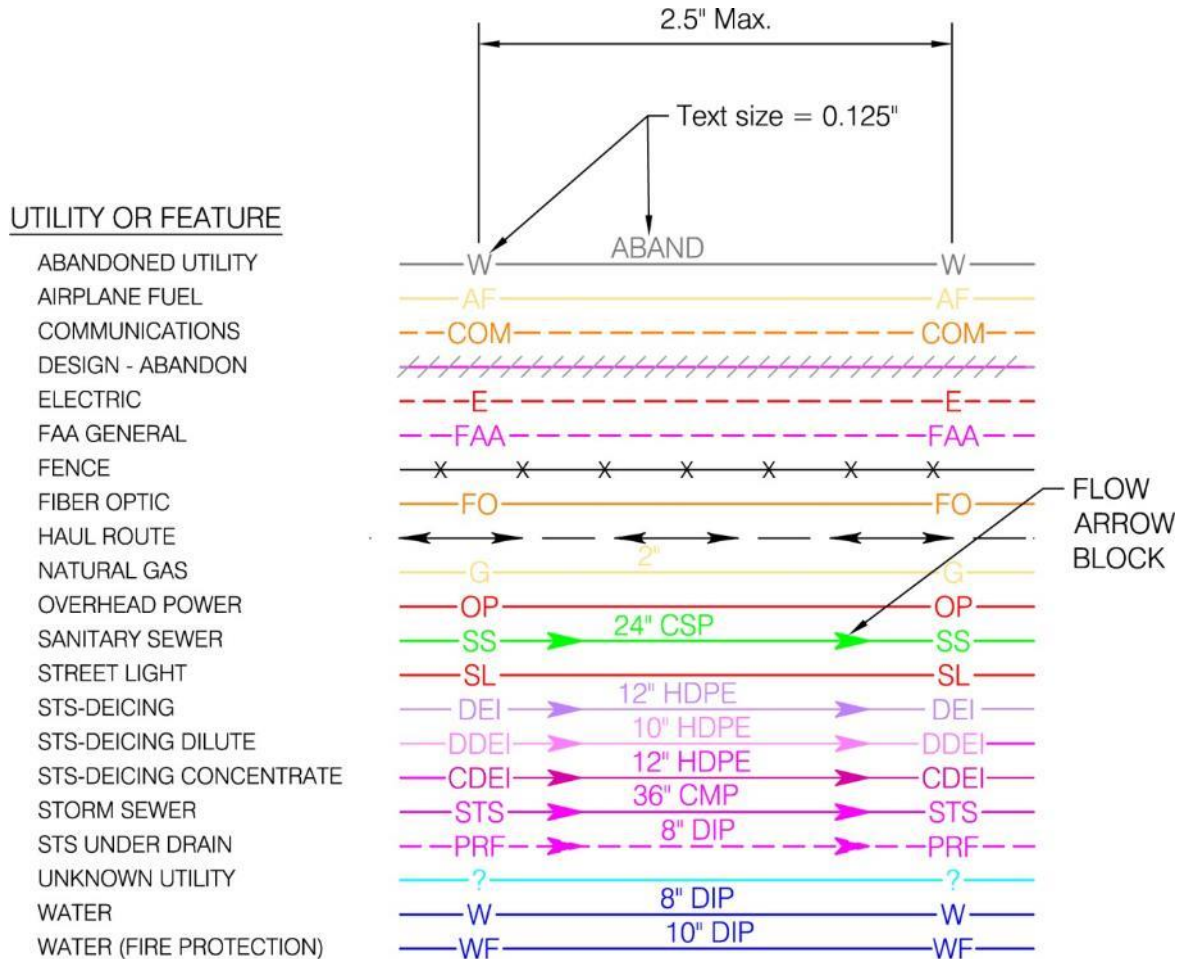 2.5" Max.
Text size = 0.125"
UTILITY OR FEATURE
ABANDONED UTILITY W ABAND W
AIRPLANE FUEL AF AF
COMMUNICATIONS COM COM
DESIGN - ABANDON
ELECTRIC E E
FAA GENERAL FAA FAA
FENCE X X X X X X X
FIBER OPTIC FO FO
FLOW
ARROW
BLOCK
HAUL ROUTE
NATURAL GAS G 2" G
OVERHEAD POWER OP OP
SANITARY SEWER SS 24" CSP SS
STREET LIGHT SL SL
STS-DEICING DEI 12" HDPE DEI
STS-DEICING DILUTE DDEI 10" HDPE DDEI
STS-DEICING CONCENTRATE CDEI 12" HDPE CDEI
STORM SEWER STS 36" CMP STS
STS UNDER DRAIN PRF 8" DIP PRF
UNKNOWN UTILITY ? ?
WATER W 8" DIP W
WATER (FIRE PROTECTION) WF 10" DIP WF